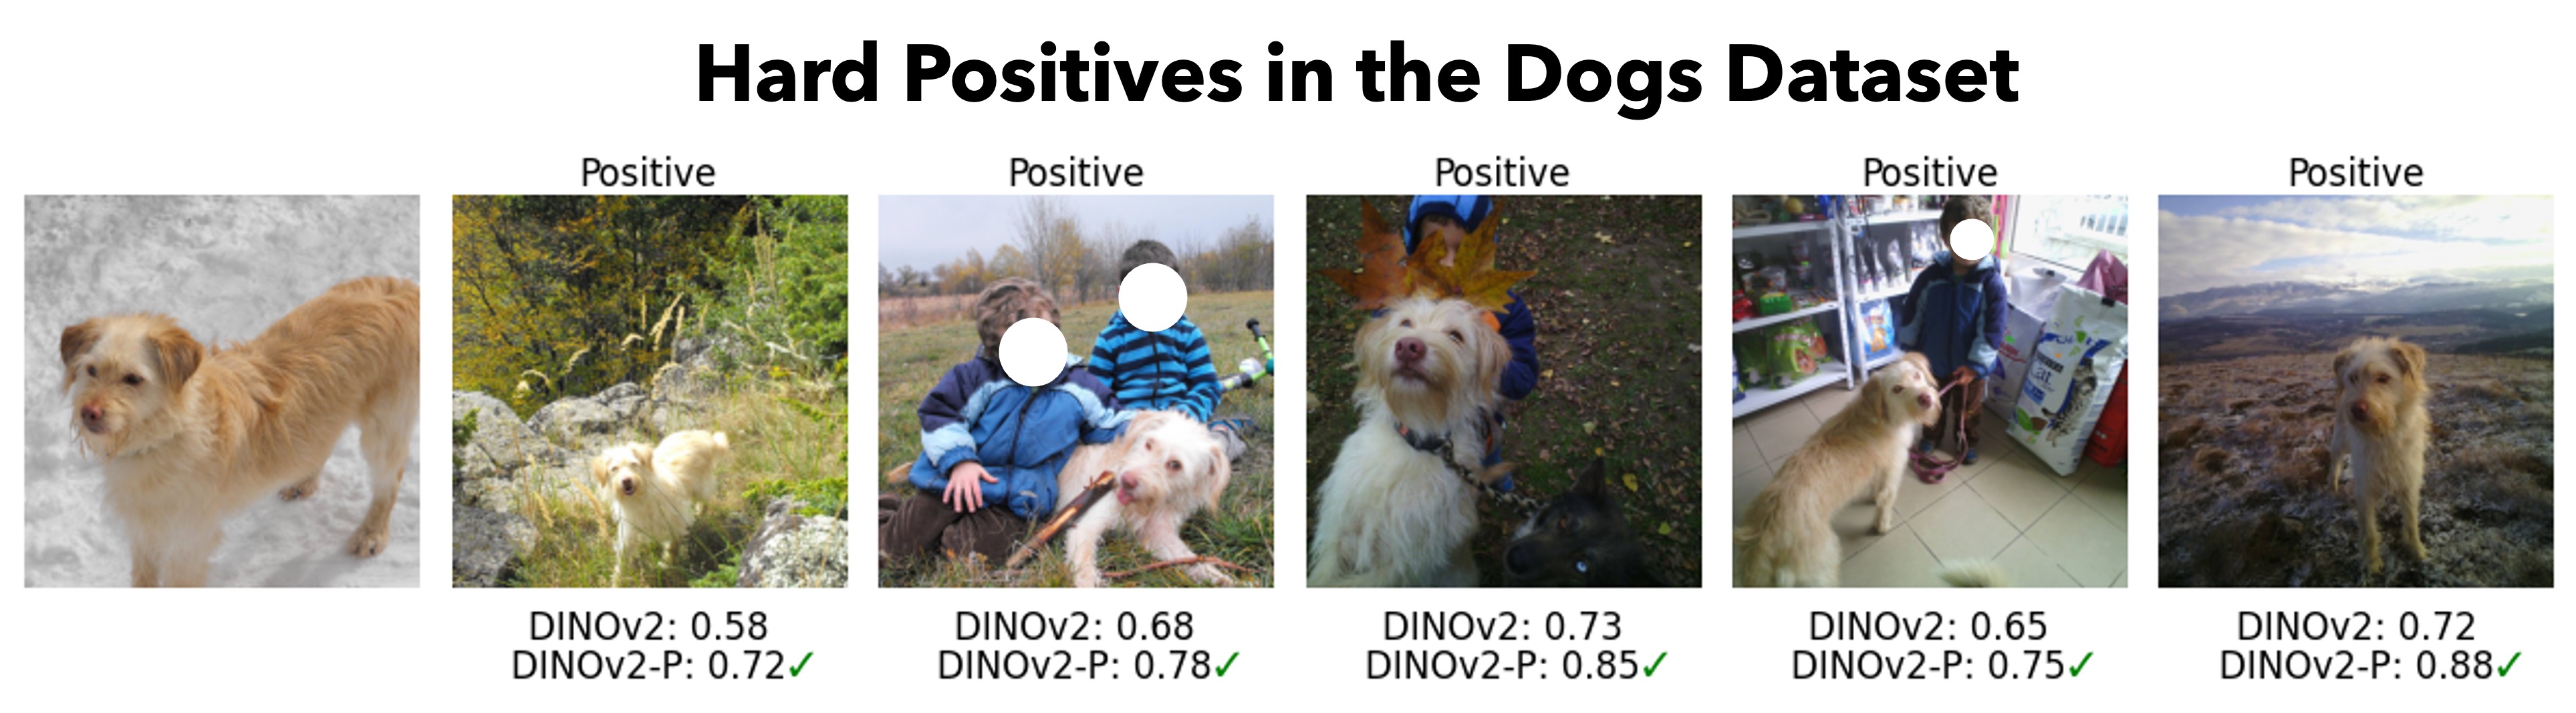 Hard Positives in the Dogs Dataset
Positive
Positive
Positive
Positive
Positive
DINOv2: 0.58
DINOv2-P: 0.72✓
DINOv2: 0.68
DINOv2-P: 0.78✓
DINOv2: 0.73
DINOv2-P: 0.85✓
DINOv2: 0.65
DINOv2-P: 0.75✓
DINOv2: 0.72
DINOv2-P: 0.88✓